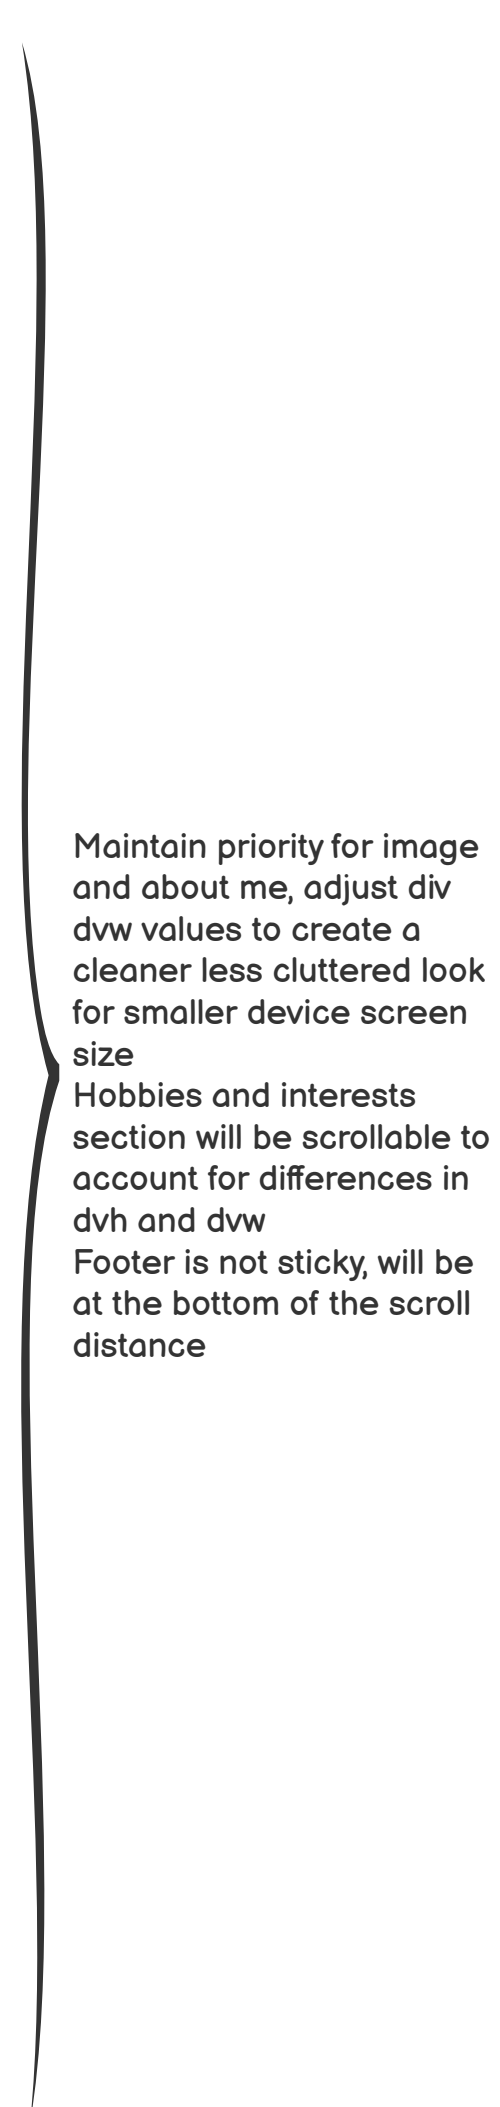 Maintain priority for image
and about me, adjust div
dvw values to create a
cleaner less cluttered look
for smaller device screen
size
Hobbies and interests
section will be scrollable to
account for differences in
dvh and dvw
Footer is not sticky, will be
at the bottom of the scroll
distance